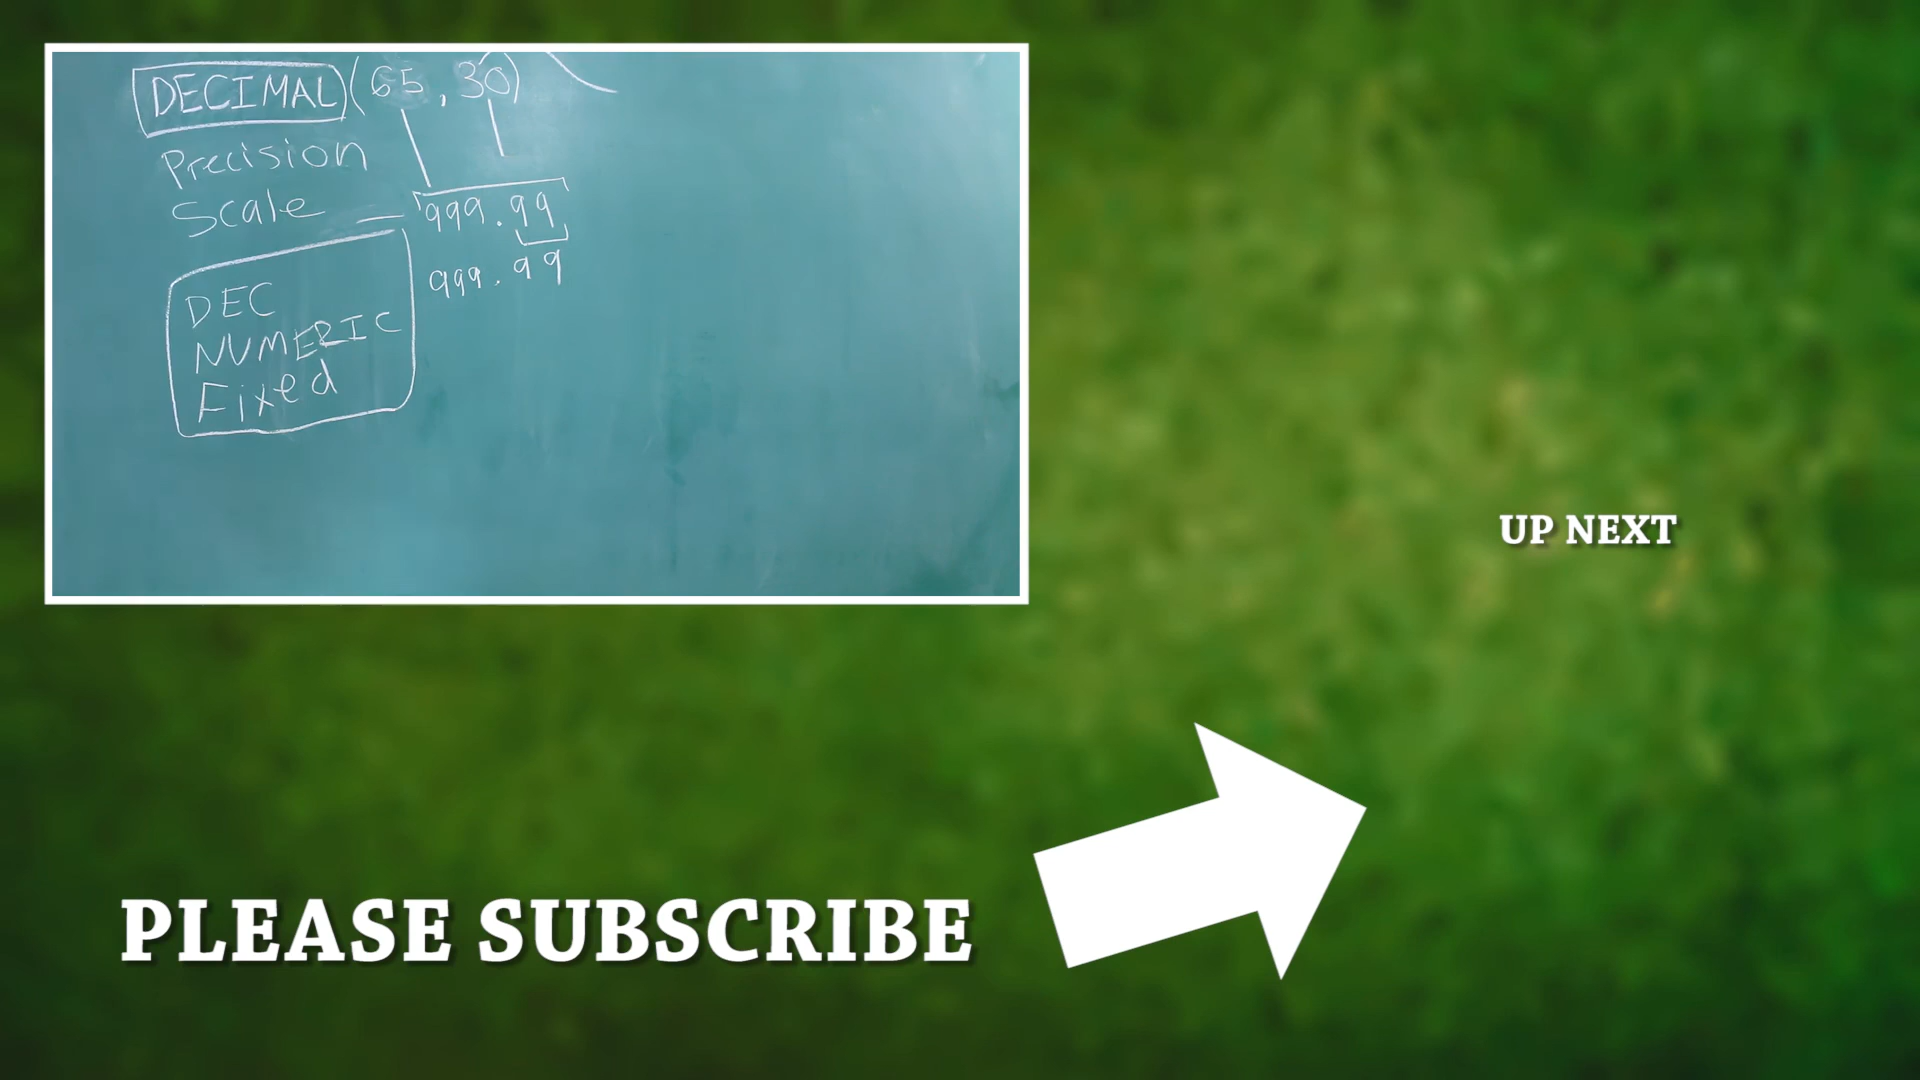 DECIMAL (65, 30)
Precision
Scale
999.99
999.99
DEC
NUMERIC
Fixed
UP NEXT
PLEASE SUBSCRIBE